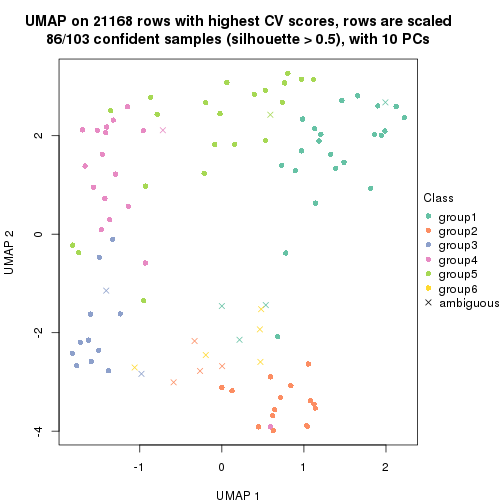 UMAP on 21168 rows with highest CV scores, rows are scaled
86/103 confident samples (silhouette > 0.5), with 10 PCs
2
0
-2
-4
UMAP 2
-1
0
1
2
UMAP 1
Class
group1
group2
group3
group4
group5
group6
ambiguous